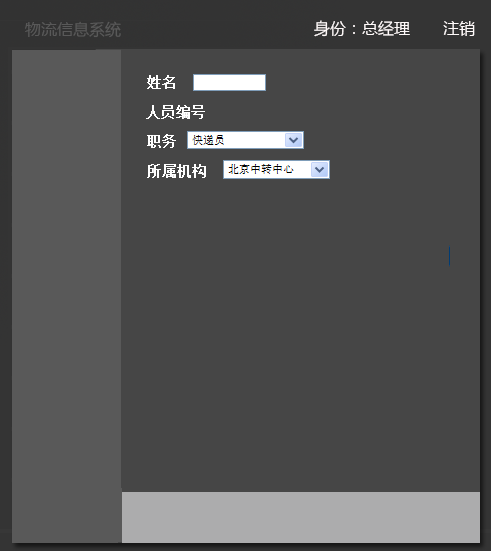 物流信息系统 身份：总经理 注销
姓名
人员编号
职务 快递员
所属机构 北京中转中心